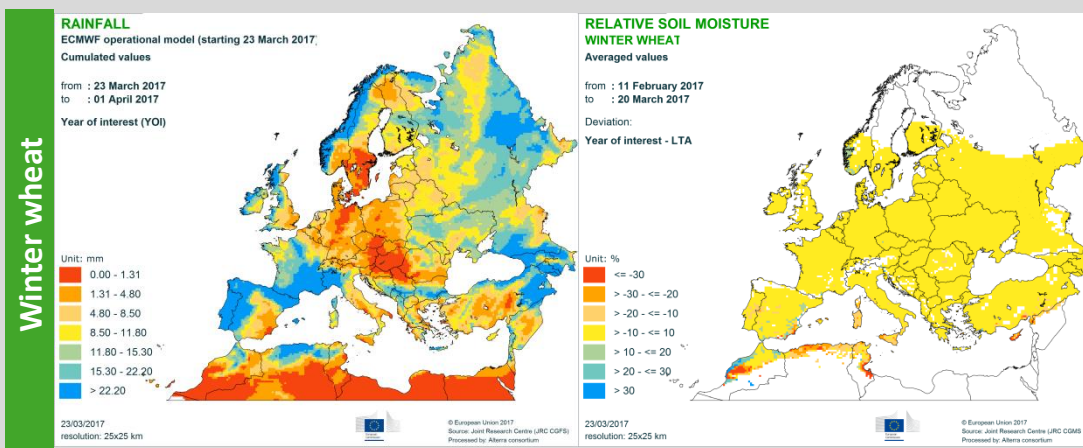 Winter wheat
RAINFALL
ECMWF operational model (starting 23 March 2017)
Cumulated values
from : 23 March 2017
to : 01 April 2017
Year of interest (YOI)
Unit: mm
0.00 - 1.31
1.31 - 4.80
4.80 - 8.50
8.50 - 11.80
11.80 - 15.30
15.30 - 22.20
> 22.20
23/03/2017
resolution: 25x25 km
© European Union 2017
Source: Joint Research Centre (JRC CGFS)
Processed by: Alterra consortium
RELATIVE SOIL MOISTURE
WINTER WHEAT
Averaged values
from : 11 February 2017
to : 20 March 2017
Deviation:
Year of interest - LTA
Unit: %
<= -30
> -30 - <= -20
> -20 - <= -10
> -10 - <= 10
> 10 - <= 20
> 20 - <= 30
> 30
23/03/2017
resolution: 25x25 km
© European Union 2017
Source: Joint Research Centre (JRC CGMS)
Processed by: Alterra consortium